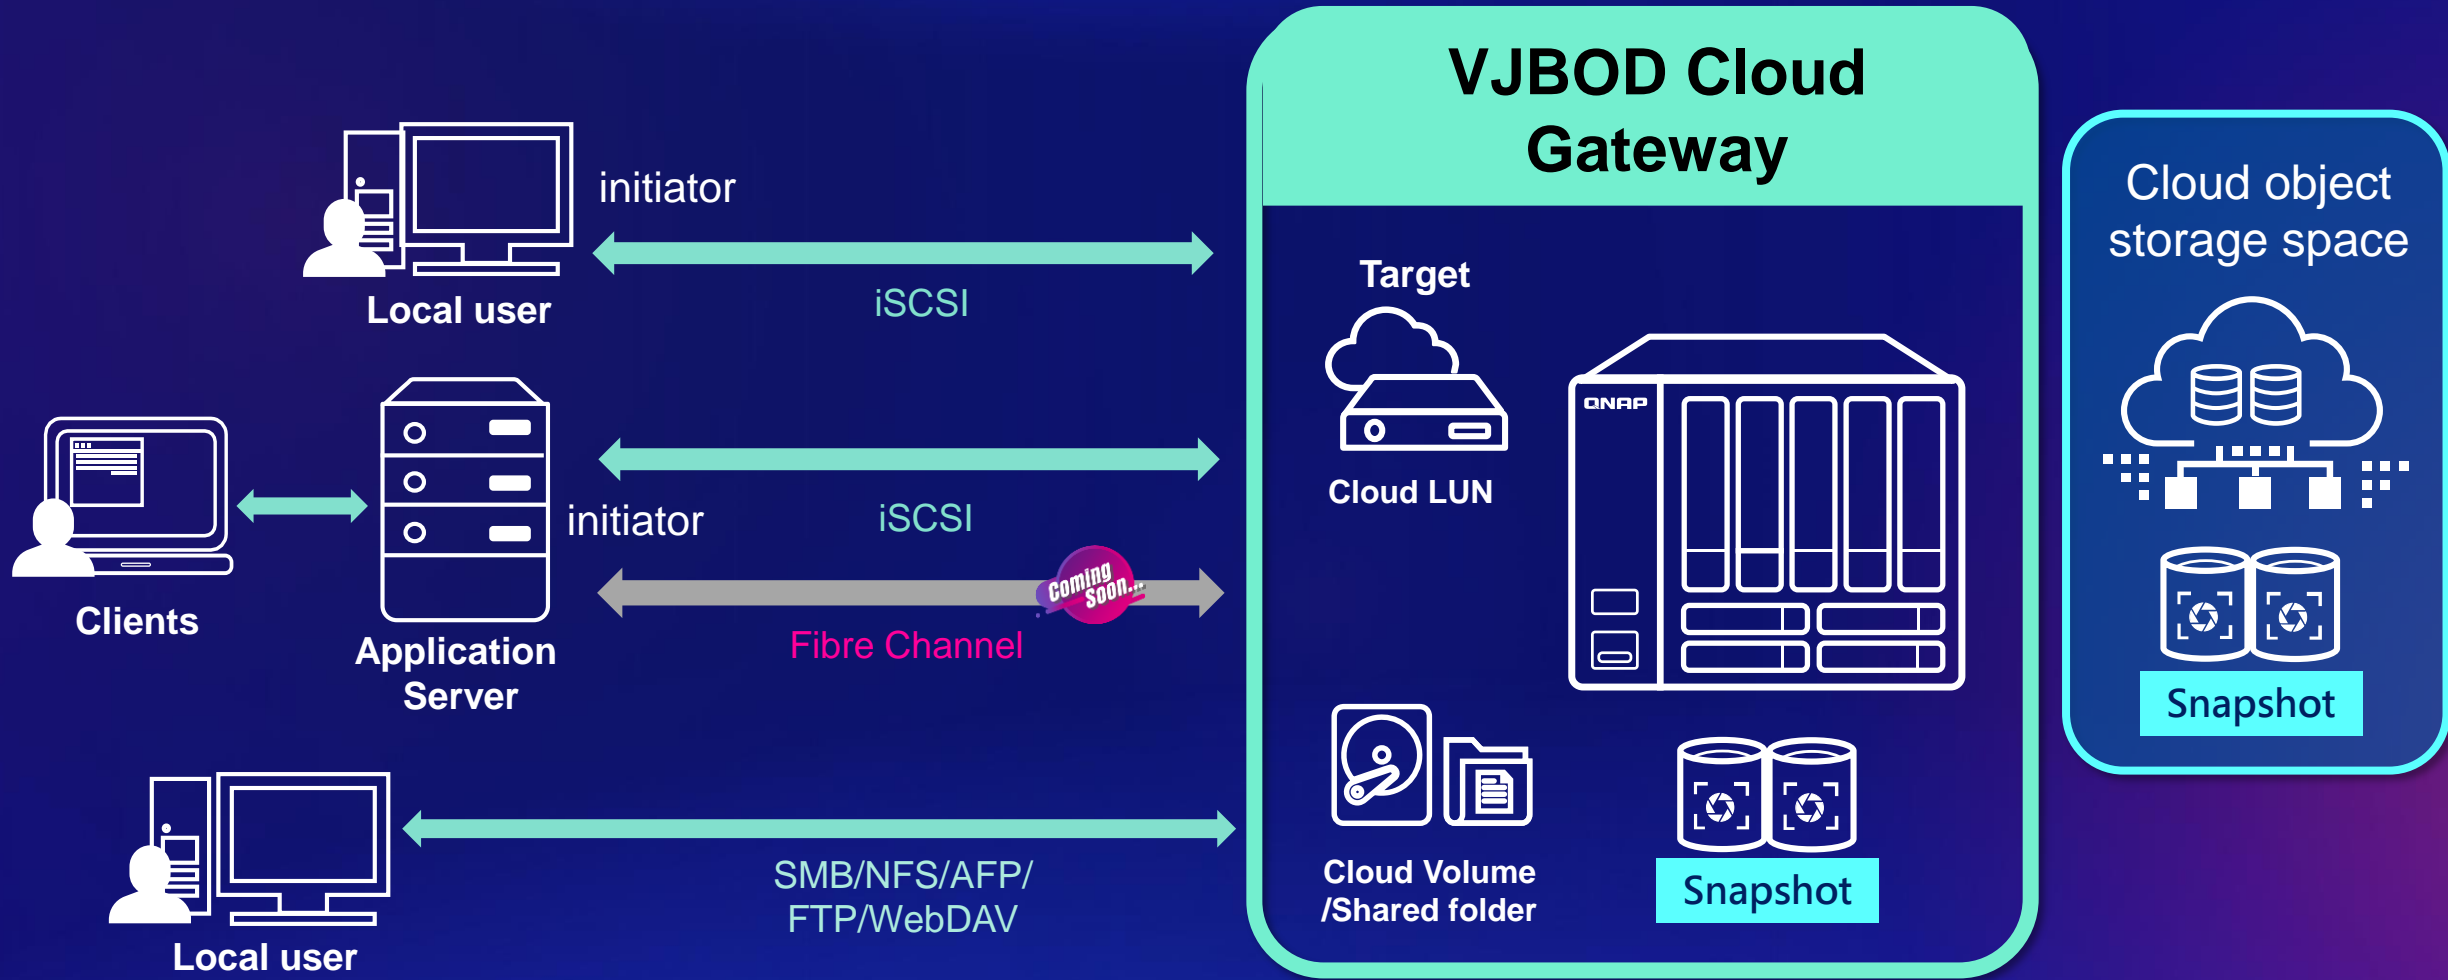 VJBOD Cloud
Gateway
Cloud object
storage space
initiator
Target
iSCSI
Local user
QNAP
Cloud LUN
initiator
iSCSI
Coming
Soon...
Clients
Fibre Channel
Application
Server
Snapshot
SMB/NFS/AFP/
FTP/WebDAV
Cloud Volume
/Shared folder
Snapshot
Local user